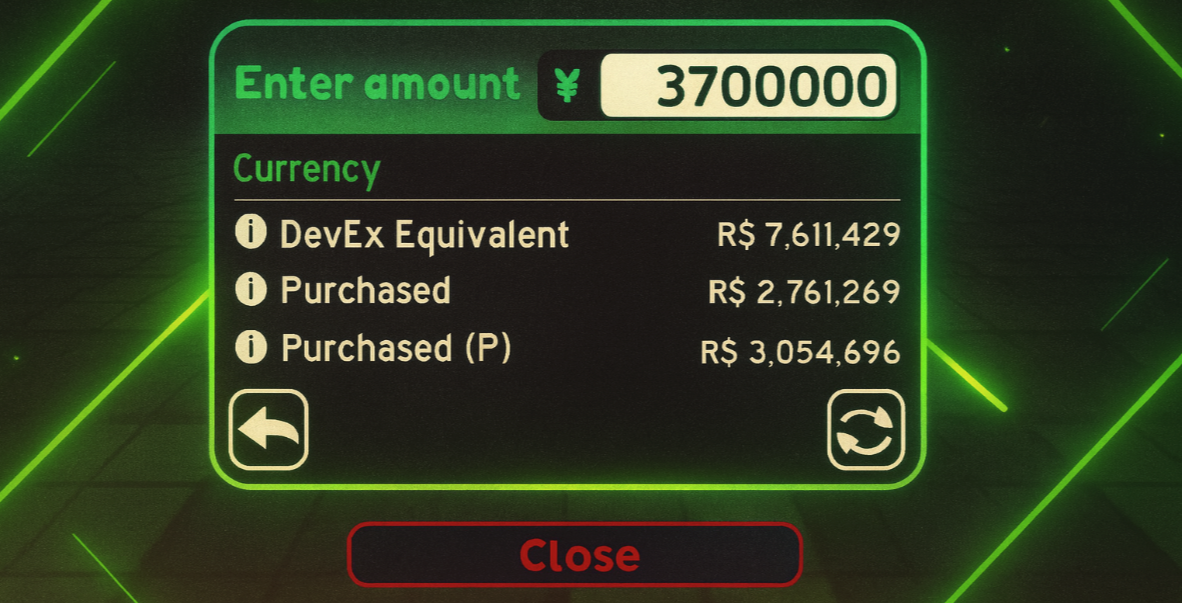 Enter amount ¥ 3700000
Currency
i DevEx Equivalent R$ 7,611,429
i Purchased R$ 2,761,269
i Purchased (P) R$ 3,054,696
Close